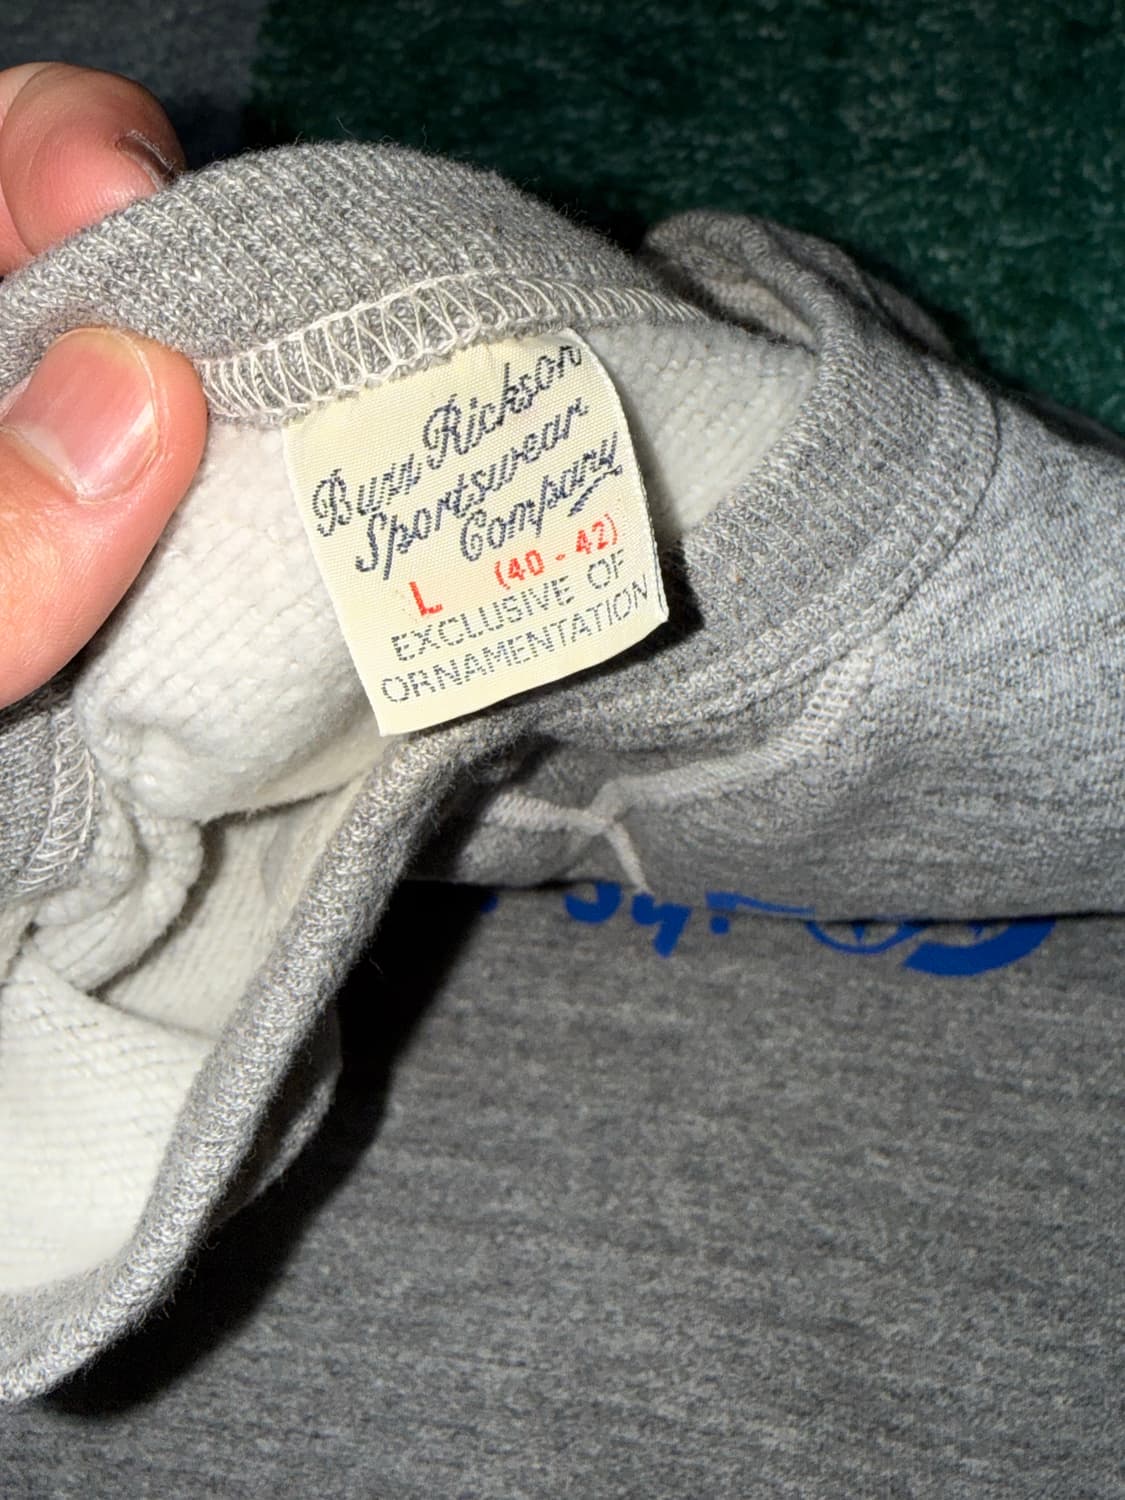 Buzz Rickson
Sportswear
Company
L (40 - 42)
EXCLUSIVE OF
ORNAMENTATION